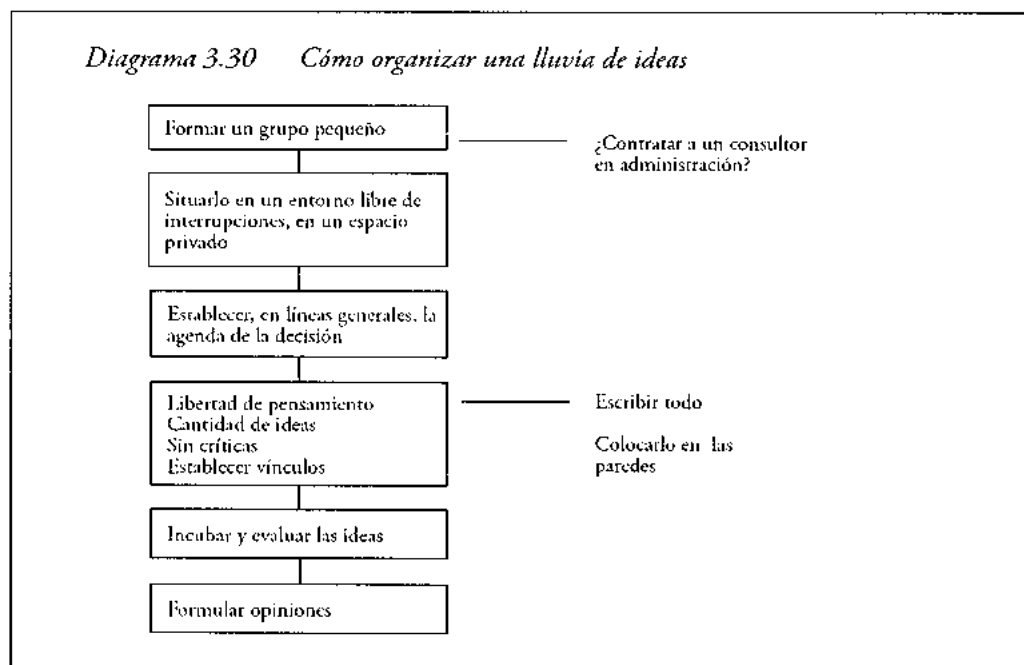 Diagrama 3.30 Cómo organizar una lluvia de ideas
Formar un grupo pequeño
¿Contratar a un consultor
en administración?
Situarlo en un entorno libre de
interrupciones, en un espacio
privado
Establecer, en líneas generales, la
agenda de la decisión
Libertad de pensamiento
Cantidad de ideas
Sin críticas
Establecer vínculos
Escribir todo
Colocarlo en las
paredes
Incubar y evaluar las ideas
Formular opiniones